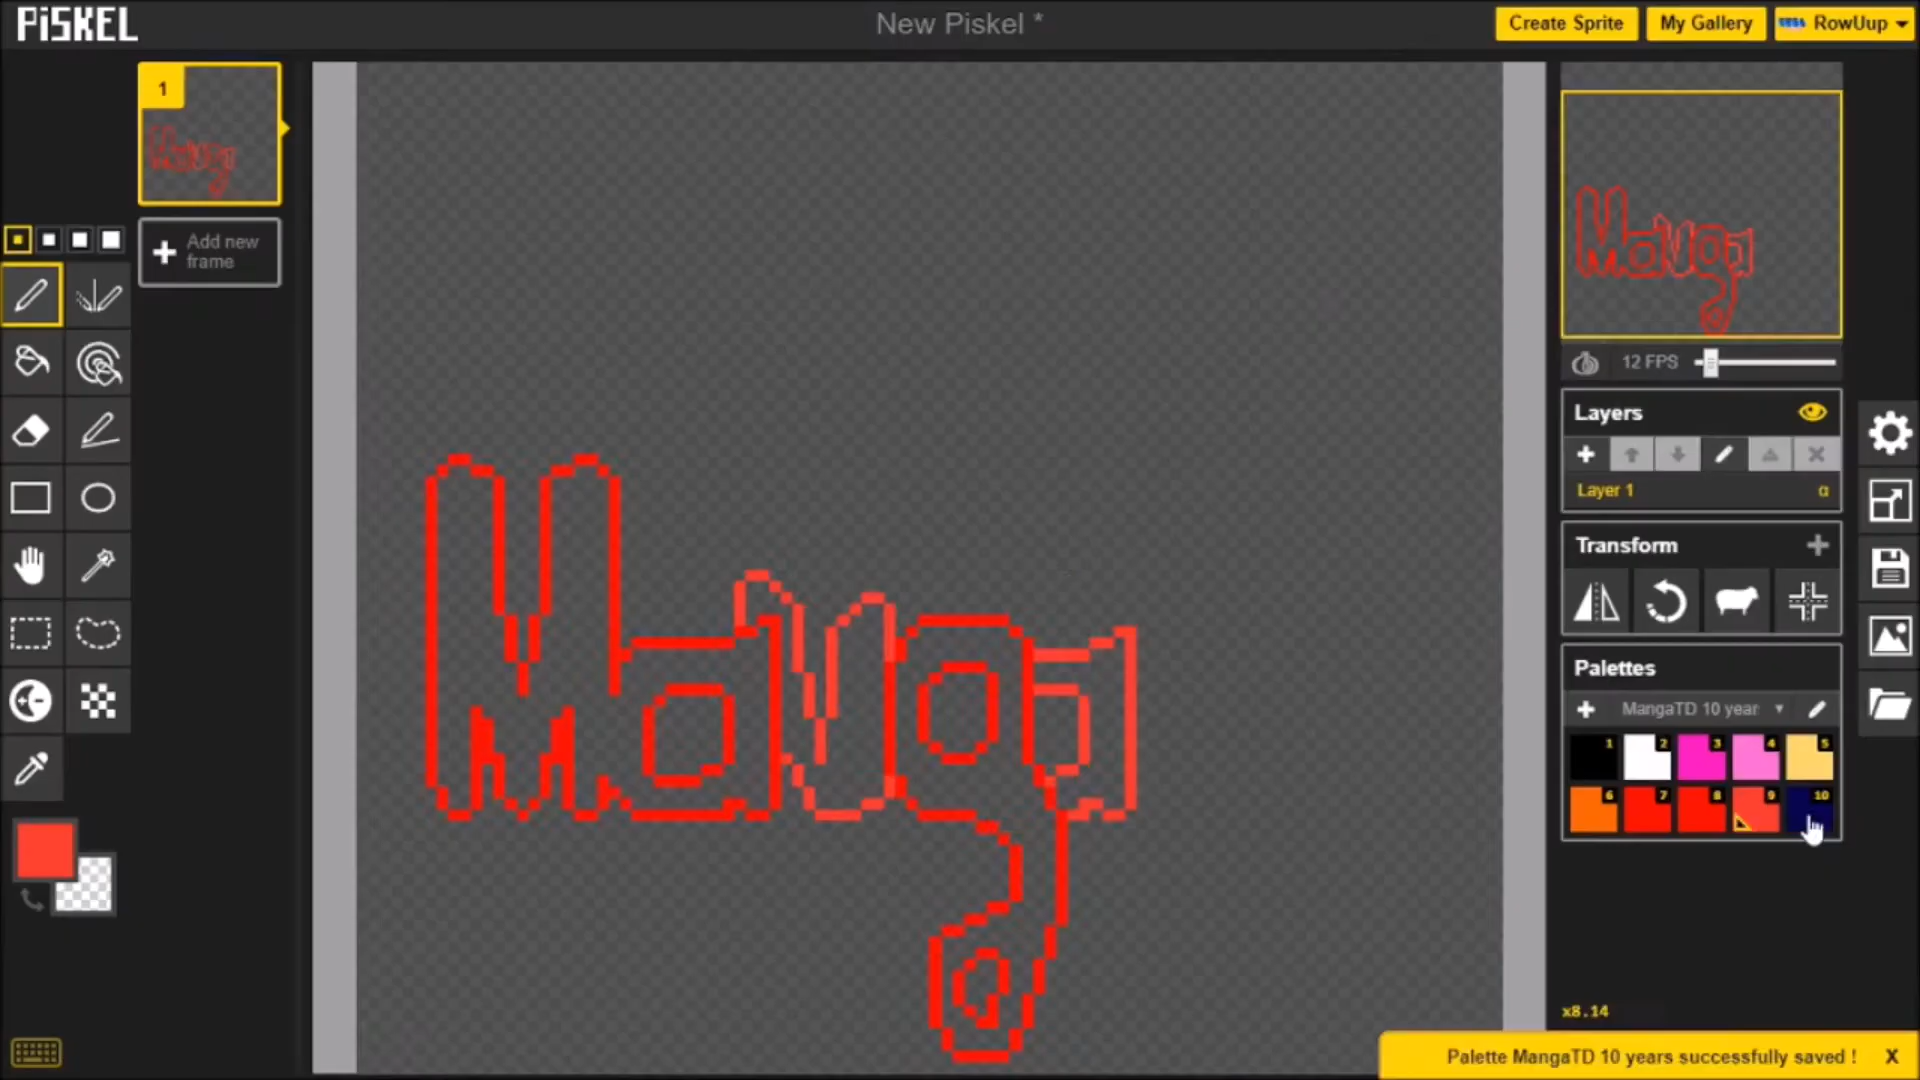 PiSKEL
New Piskel *
Create Sprite
My Gallery
RowUup
1
Add new
frame
Manga
12 FPS
Layers
Layer 1
α
Transform
Palettes
MangaTD 10 year
1 2 3 4 5
6 7 8 9 10
x8.14
Palette MangaTD 10 years successfully saved !
X